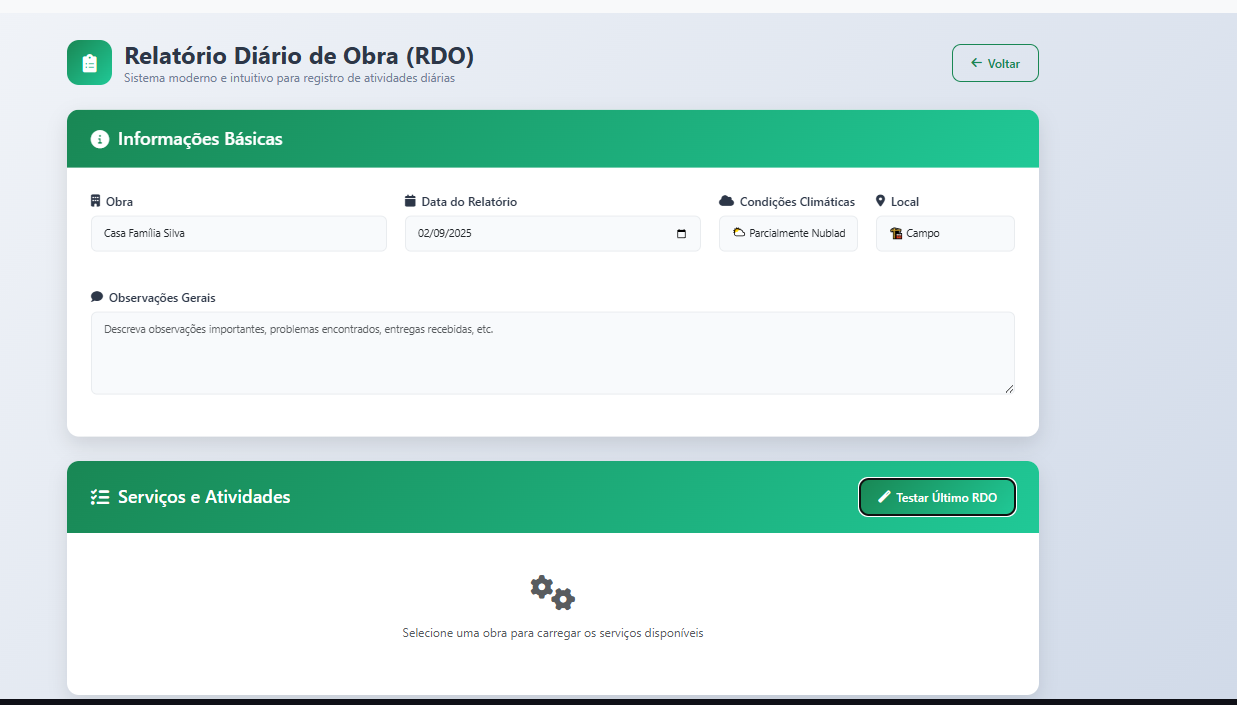 Relatório Diário de Obra (RDO)
Sistema moderno e intuitivo para registro de atividades diárias
Voltar
Informações Básicas
Obra
Data do Relatório
Condições Climáticas
Local
Casa Família Silva
02/09/2025
Parcialmente Nublad
Campo
Observações Gerais
Descreva observações importantes, problemas encontrados, entregas recebidas, etc.
Serviços e Atividades
Testar Último RDO
Selecione uma obra para carregar os serviços disponíveis